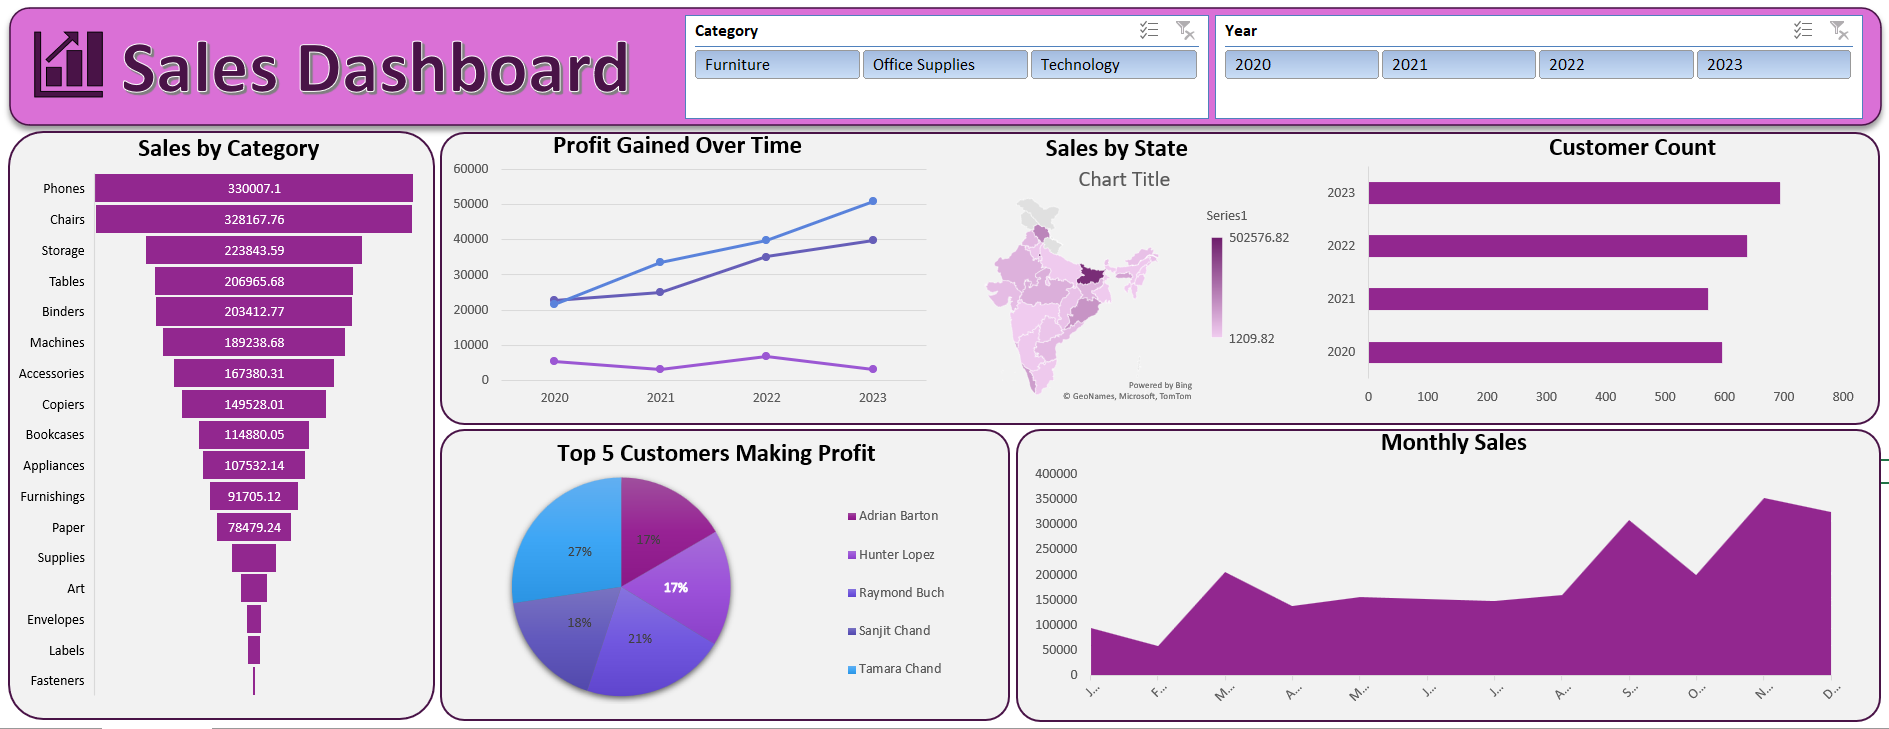 Sales Dashboard
Category
Furniture
Office Supplies
Technology
Year
2020
2021
2022
2023
Sales by Category
Phones 330007.1
Chairs 328167.76
Storage 223843.59
Tables 206965.68
Binders 203412.77
Machines 189238.68
Accessories 167380.31
Copiers 149528.01
Bookcases 114880.05
Appliances 107532.14
Furnishings 91705.12
Paper 78479.24
Supplies
Art
Envelopes
Labels
Fasteners
Profit Gained Over Time
60000
50000
40000
30000
20000
10000
0
2020 2021 2022 2023
Sales by State
Chart Title
Series1
502576.82
1209.82
Powered by Bing
© GeoNames, Microsoft, TomTom
Customer Count
2023
2022
2021
2020
0 100 200 300 400 500 600 700 800
Top 5 Customers Making Profit
17%
17%
21%
18%
27%
Adrian Barton
Hunter Lopez
Raymond Buch
Sanjit Chand
Tamara Chand
Monthly Sales
400000
350000
300000
250000
200000
150000
100000
50000
0
J... F... M... A... M... J... J... A... S... O... N... D...